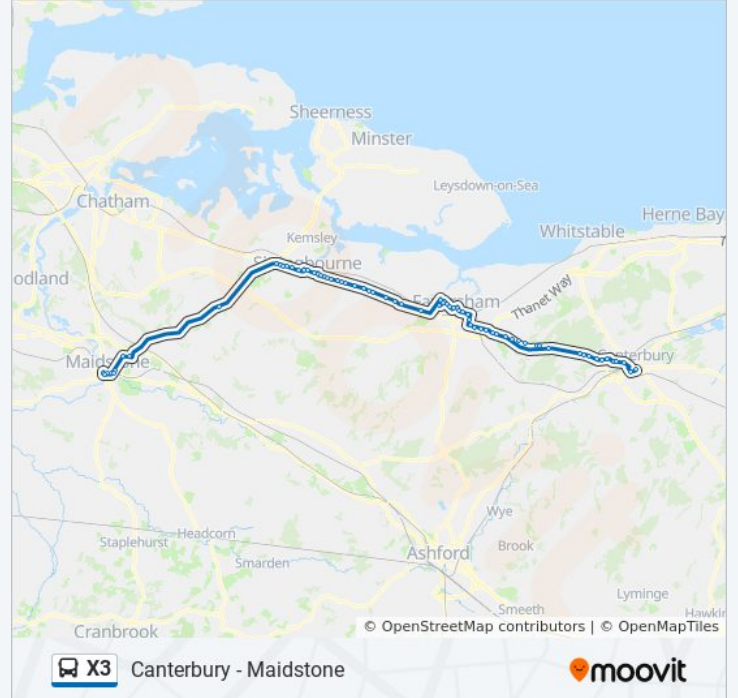 Sheerness
Minster
Leysdown-on-Sea
Chatham
Herne Bay
Whitstable
Kemsley
odland
Thanet Way
Maidstone
Canterbury
Wye
Headcorn
Staplehurst
Ashford
Brook
Smarden
Lyminge
Smeeth
Hawkin
Cranbrook
© OpenStreetMap contributors | © OpenMapTiles
X3 Canterbury - Maidstone
moovit